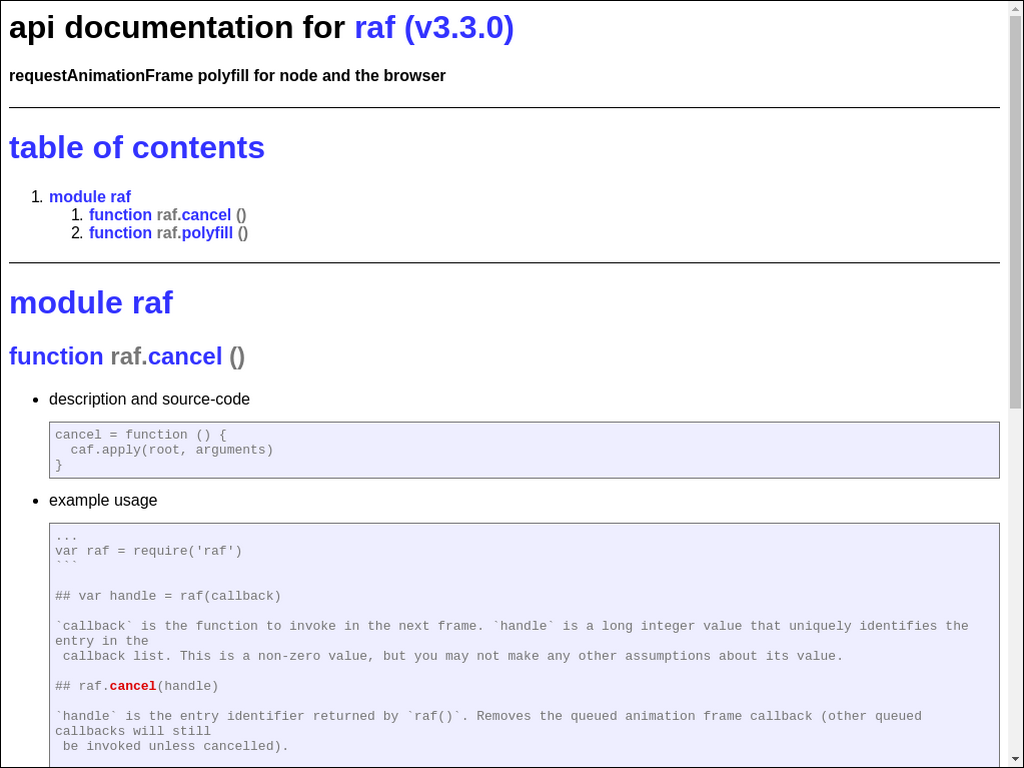 api documentation for raf (v3.3.0)
requestAnimationFrame polyfill for node and the browser
table of contents
1. module raf
1. function raf.cancel ()
2. function raf.polyfill ()
module raf
function raf.cancel ()
• description and source-code
cancel = function () {
  caf.apply(root, arguments)
}
• example usage
...
var raf = require('raf')
```
## var handle = raf(callback)
`callback` is the function to invoke in the next frame. `handle` is a long integer value that uniquely identifies the
entry in the
 callback list. This is a non-zero value, but you may not make any other assumptions about its value.
## raf.cancel(handle)
`handle` is the entry identifier returned by `raf()`. Removes the queued animation frame callback (other queued
callbacks will still
 be invoked unless cancelled).